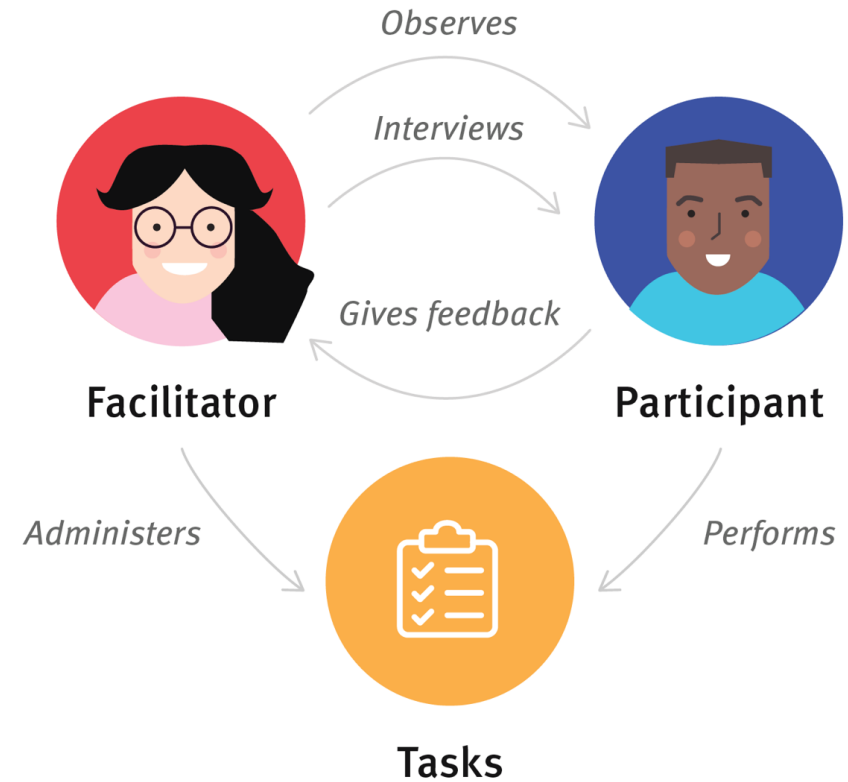 Observes
Interviews
Gives feedback
Facilitator
Participant
Administers
Performs
Tasks